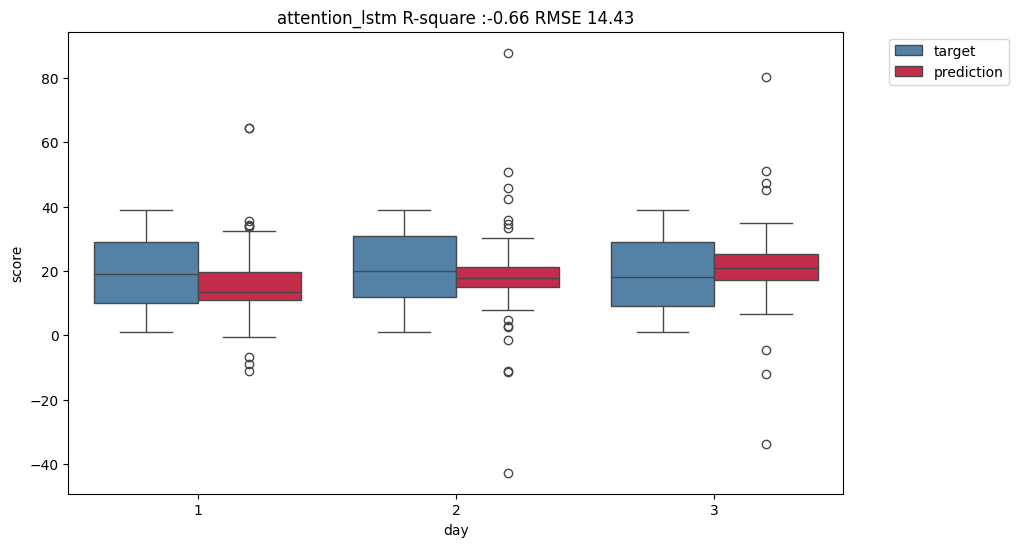 attention_lstm R-square :-0.66 RMSE 14.43
target
prediction
score
80
60
40
20
0
−20
−40
1 2 3
day